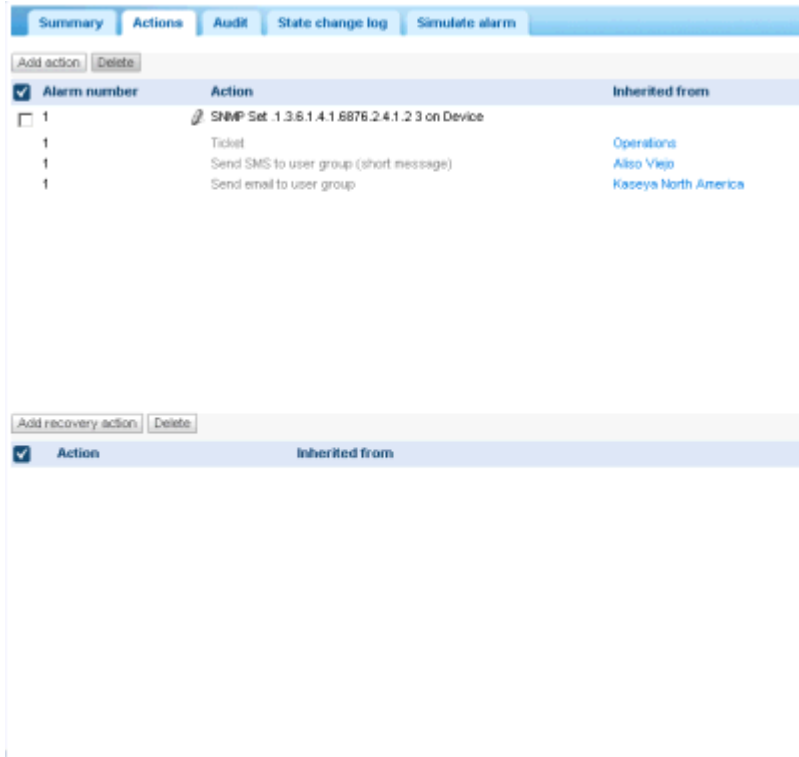 Summary Actions Audit State change log Simulate alarm
Add action Delete
Alarm number Action Inherited from
1 SNMP Set .1.3.6.1.4.1.6876.2.4.1.2 3 on Device
1 Ticket Operations
1 Send SMS to user group (short message) Aliso Viejo
1 Send email to user group Kaseya North America
Add recovery action Delete
Action Inherited from